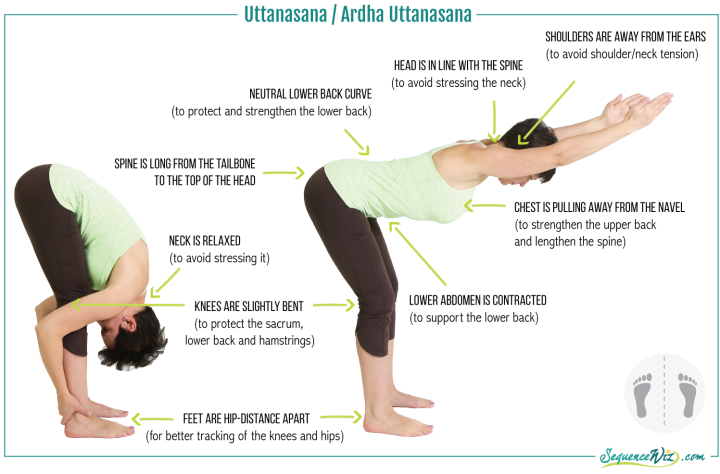 Uttanasana / Ardha Uttanasana
SHOULDERS ARE AWAY FROM THE EARS
(to avoid shoulder/neck tension)
HEAD IS IN LINE WITH THE SPINE
(to avoid stressing the neck)
NEUTRAL LOWER BACK CURVE
(to protect and strengthen the lower back)
SPINE IS LONG FROM THE TAILBONE
TO THE TOP OF THE HEAD
CHEST IS PULLING AWAY FROM THE NAVEL
(to strengthen the upper back
and lengthen the spine)
NECK IS RELAXED
(to avoid stressing it)
LOWER ABDOMEN IS CONTRACTED
(to support the lower back)
KNEES ARE SLIGHTLY BENT
(to protect the sacrum,
lower back and hamstrings)
FEET ARE HIP-DISTANCE APART
(for better tracking of the knees and hips)
SequenceWiz.com